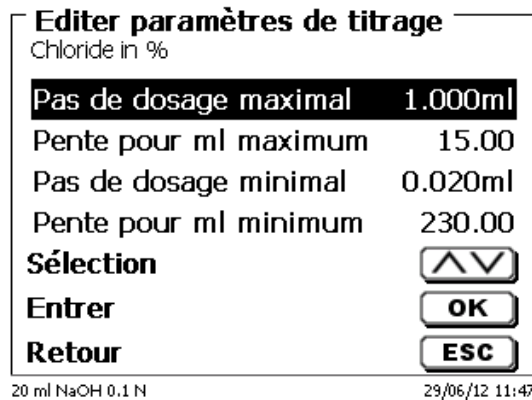 Editer paramètres de titrage
Chloride in %
Pas de dosage maximal 1.000ml
Pente pour ml maximum 15.00
Pas de dosage minimal 0.020ml
Pente pour ml minimum 230.00
Sélection
Entrer OK
Retour ESC
20 ml NaOH 0.1 N 29/06/12 11:47